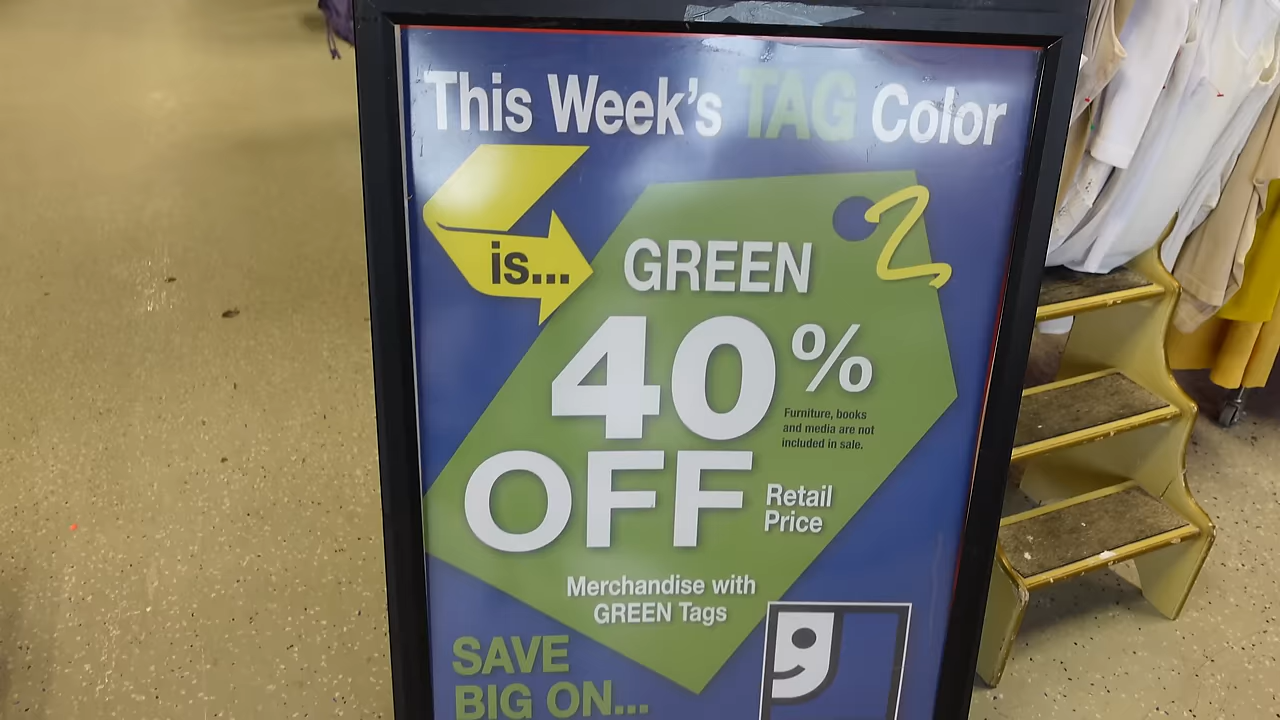 This Week's TAG Color
is...
GREEN
40%
Furniture, books
and media are not
included in sale.
OFF
Retail
Price
Merchandise with
GREEN Tags
SAVE
BIG ON...